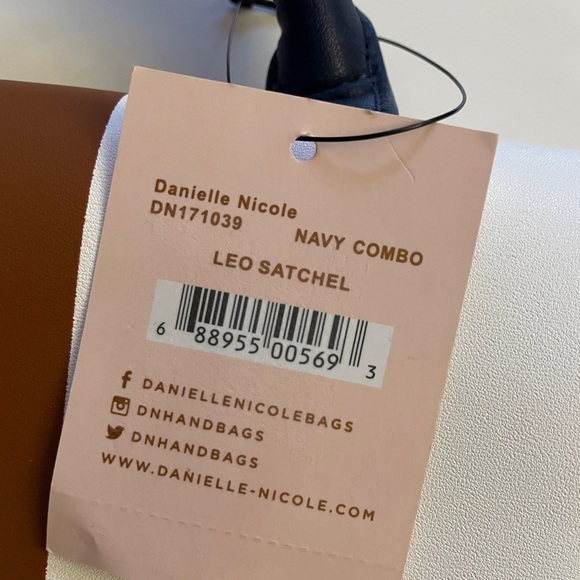 Danielle Nicole
DN171039
NAVY COMBO
LEO SATCHEL
6 88955 00569 3
DANIELLENICOLEBAGS
DNHANDBAGS
DNHANDBAGS
WWW.DANIELLE-NICOLE.COM